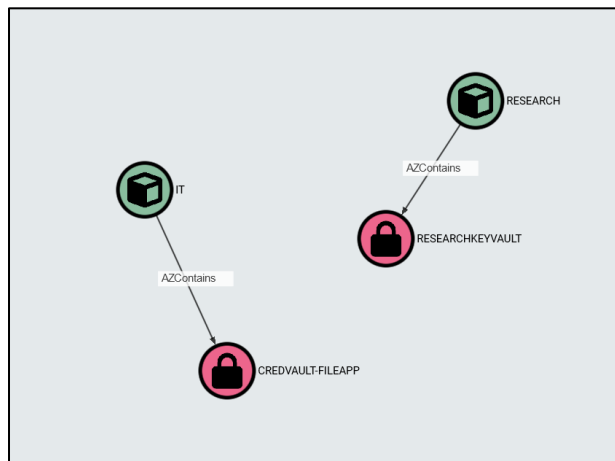 RESEARCH
AZContains
IT
RESEARCHKEYVAULT
AZContains
CREDVAULT-FILEAPP